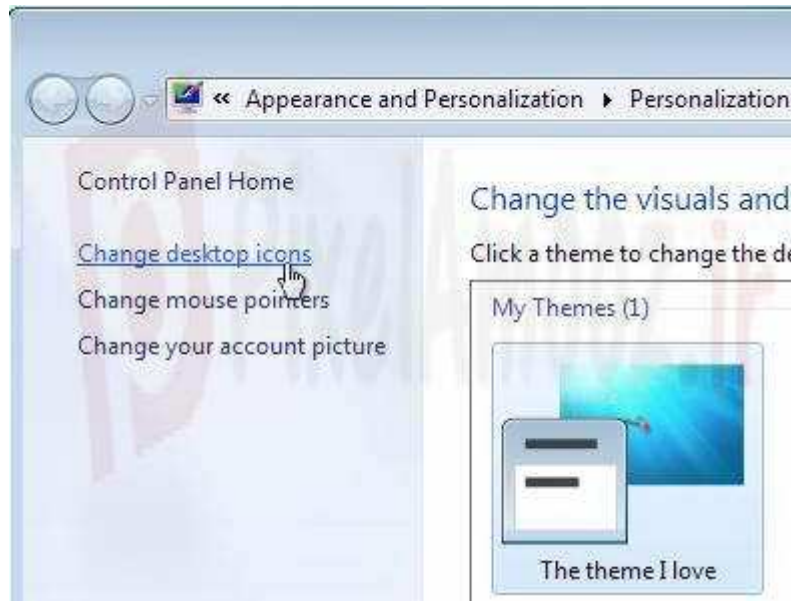 « Appearance and Personalization ▸ Personalization
Control Panel Home
Change desktop icons
Change mouse pointers
Change your account picture
Change the visuals and
Click a theme to change the de
My Themes (1)
The theme I love